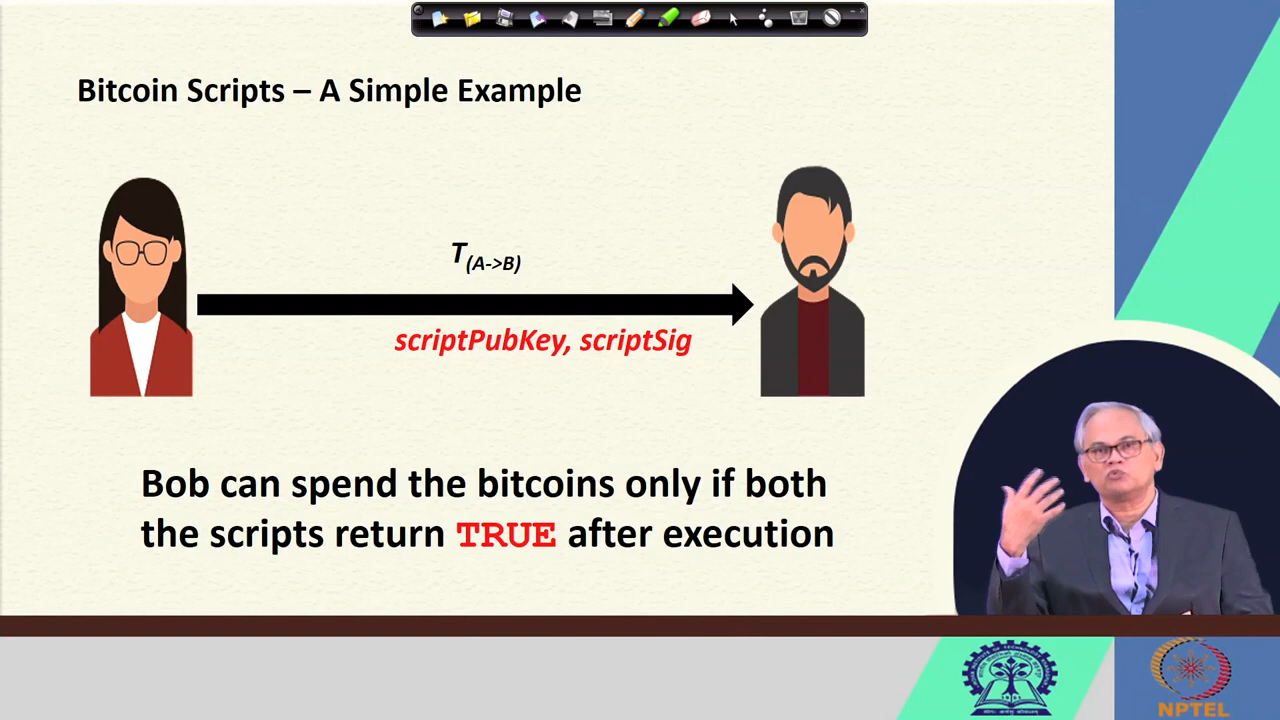 Bitcoin Scripts – A Simple Example
T(A->B)
scriptPubKey, scriptSig
Bob can spend the bitcoins only if both
the scripts return TRUE after execution
NPTEL